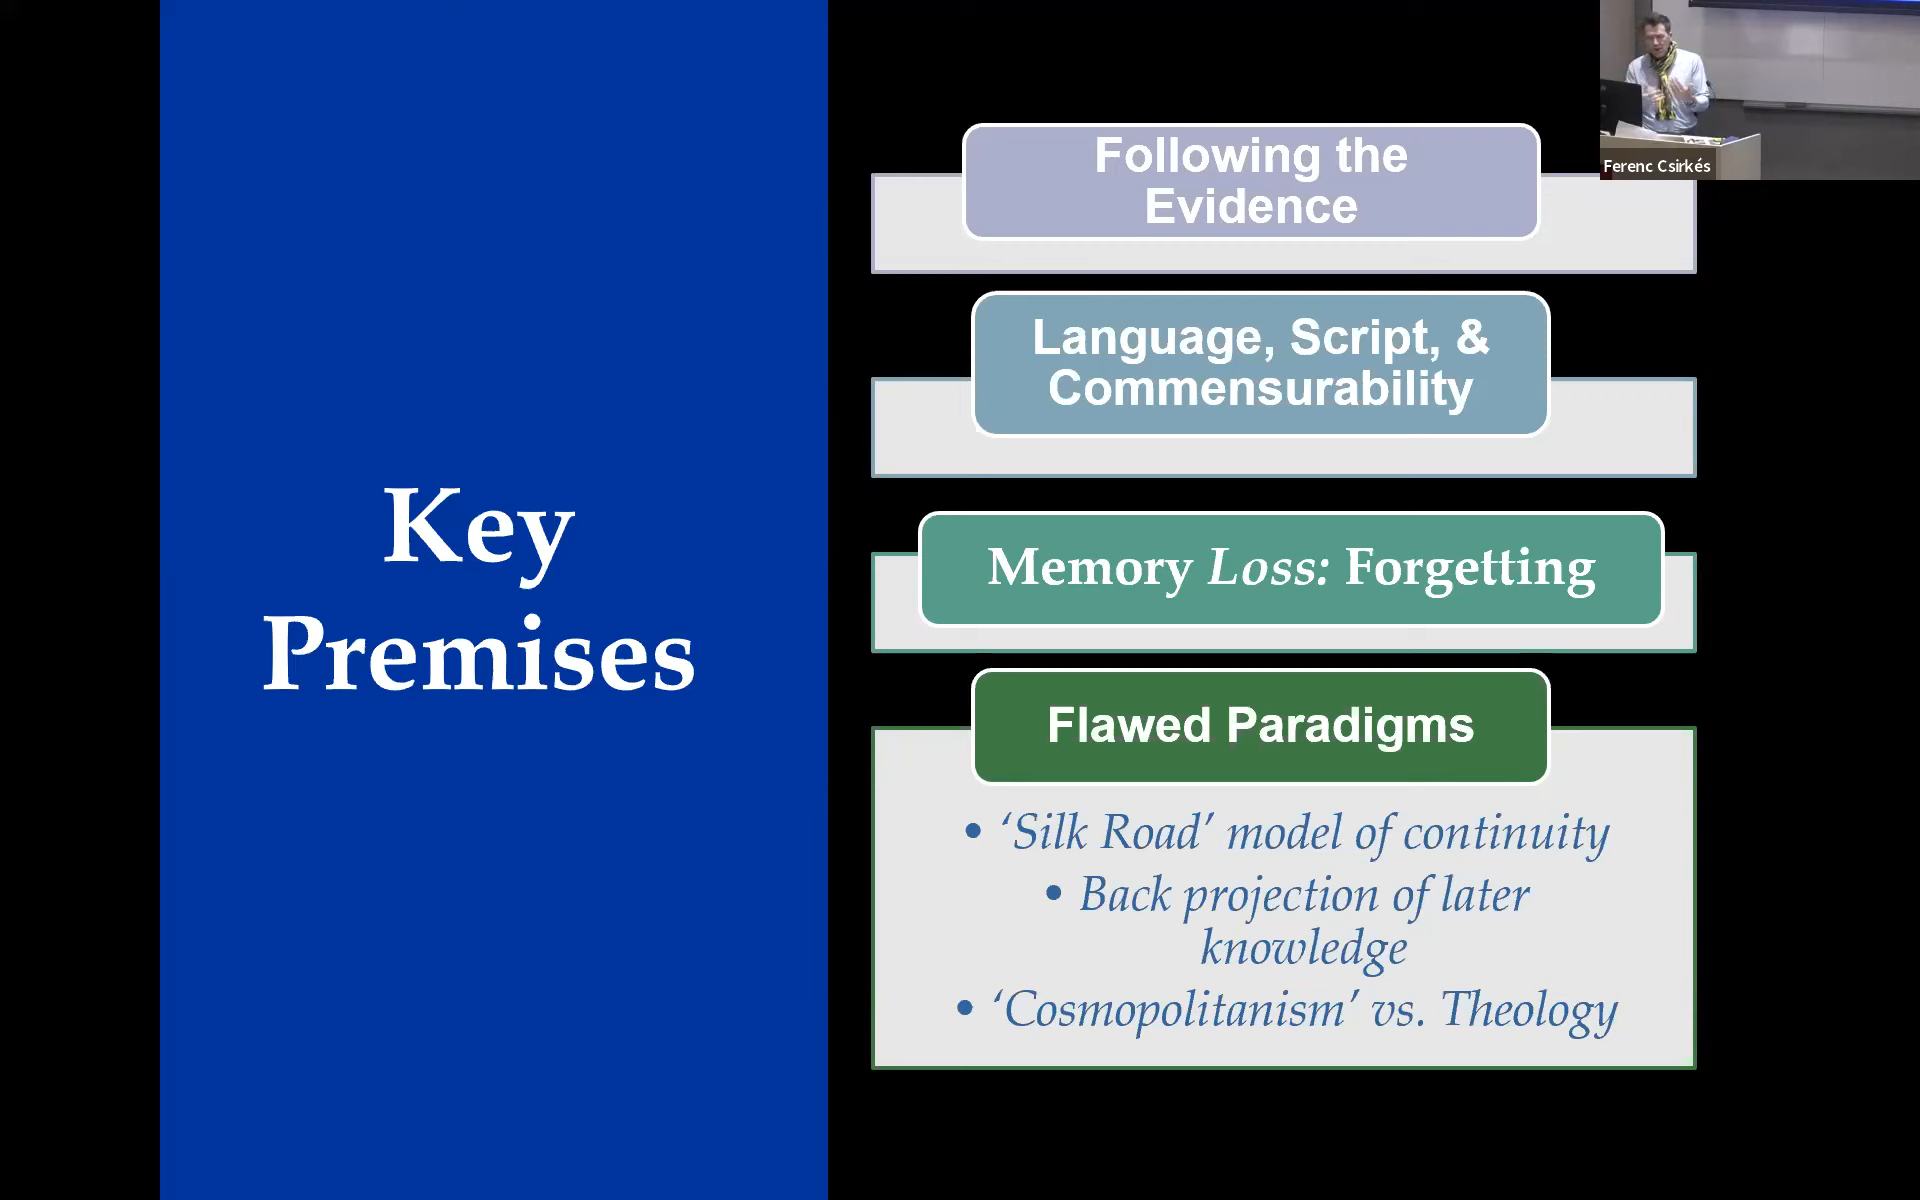 Key
Premises
Following the
Evidence
Language, Script, &
Commensurability
Memory Loss: Forgetting
Flawed Paradigms
• ‘Silk Road’ model of continuity
• Back projection of later
knowledge
• ‘Cosmopolitanism’ vs. Theology
Ferenc Csirkés